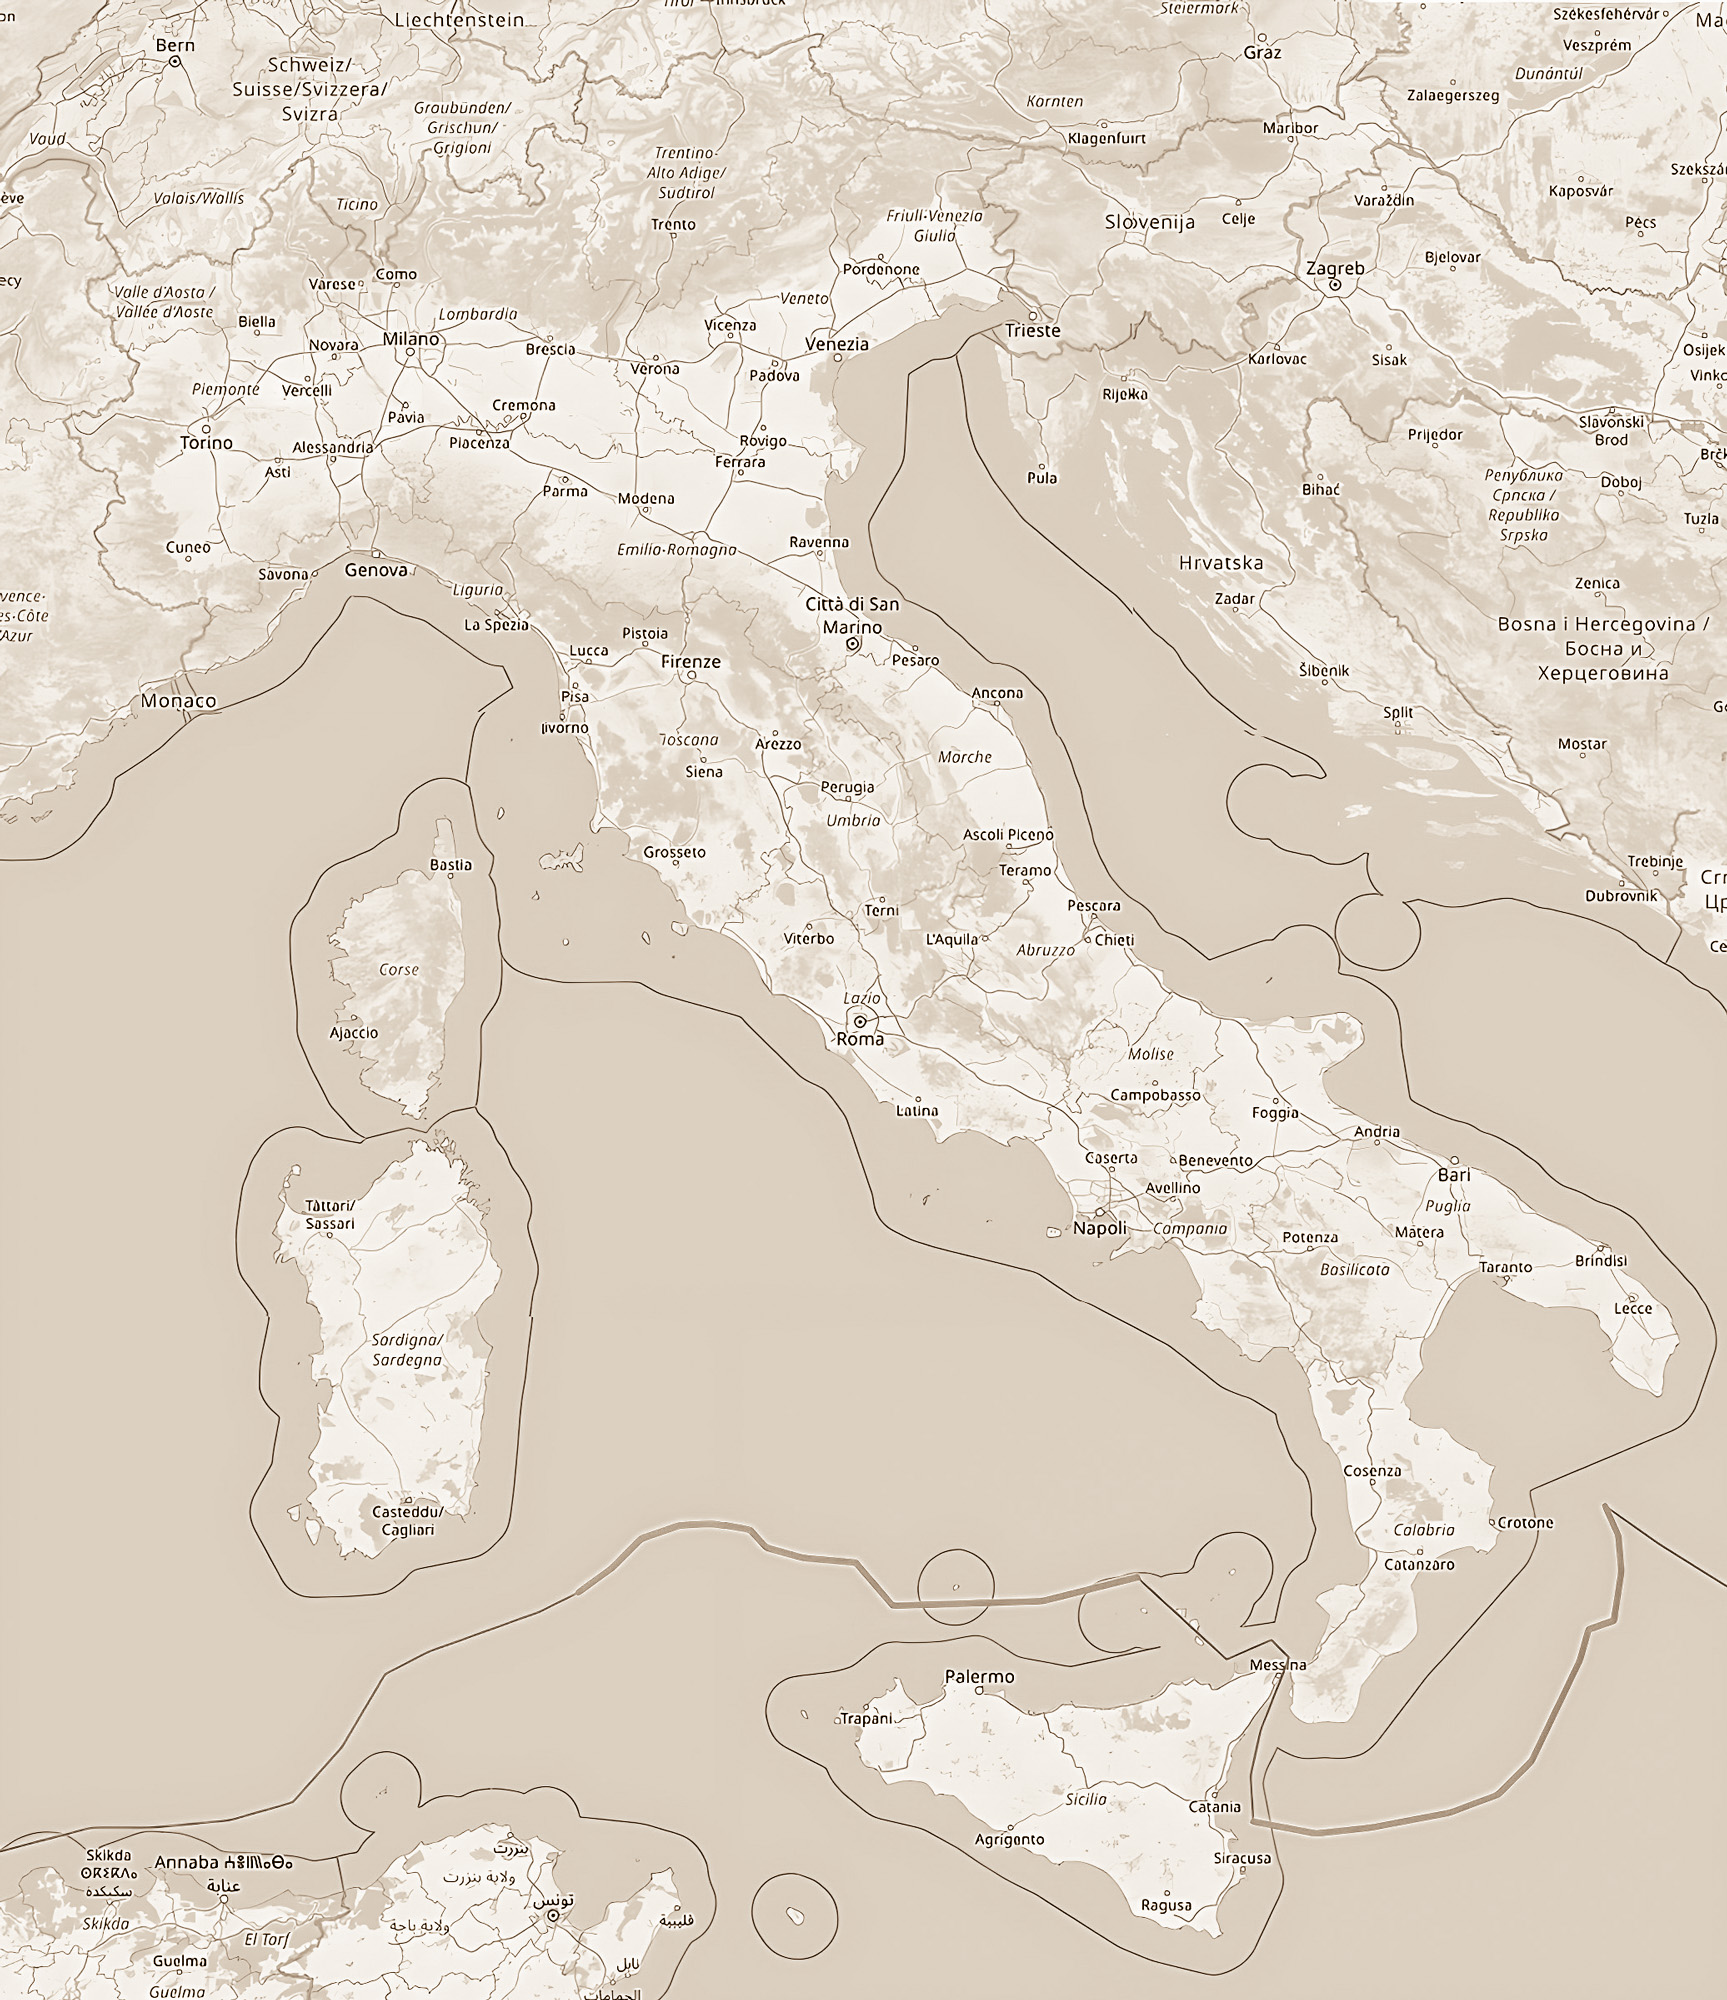 Liechtenstein
Steiermark
Székesfehérvár
Bern
Graz
Veszprém
Schweiz/
Suisse/Svizzera/
Svizra
Dunántúl
Zalaegerszeg
Graubünden/
Grischun/
Grigioni
Kärnten
Klagenfurt
Maribor
Vaud
Trentino-
Alto Adige/
Südtirol
Kaposvár
Valais/Wallis
Ticino
Varaždin
Trento
Friuli-Venezia
Giulia
Slovenija
Celje
Pécs
Pordenone
Zagreb
Bjelovar
Varese
Como
Valle d'Aosta /
Vallée d'Aoste
Veneto
Biella
Lombardia
Vicenza
Trieste
Novara
Milano
Brescia
Venezia
Karlovac
Sisak
Osijek
Verona
Padova
Piemonte
Vercelli
Rijeka
Pavia
Cremona
Torino
Alessandria
Piacenza
Rovigo
Slavonski
Brod
Prijedor
Asti
Ferrara
Parma
Modena
Pula
Bihać
Република
Српска /
Republika
Srpska
Doboj
Tuzla
Cuneo
Emilia-Romagna
Ravenna
Savona
Genova
Hrvatska
Liguria
Zadar
Zenica
La Spezia
Città di San
Marino
Bosna i Hercegovina /
Босна и
Херцеговина
Pistoia
Lucca
Firenze
Pesaro
Šibenik
Monaco
Pisa
Ancona
Split
Livorno
Toscana
Arezzo
Mostar
Siena
Marche
Perugia
Umbria
Ascoli Piceno
Grosseto
Bastia
Teramo
Trebinje
Dubrovnik
Terni
Pescara
Viterbo
L'Aquila
Chieti
Abruzzo
Corse
Lazio
Ajaccio
Roma
Molise
Campobasso
Latina
Foggia
Andria
Caserta
Benevento
Bari
Avellino
Tàttari/
Sassari
Puglia
Napoli
Campania
Potenza
Matera
Brindisi
Basilicata
Taranto
Lecce
Sardigna/
Sardegna
Cosenza
Casteddu/
Cagliari
Crotone
Calabria
Catanzaro
Messina
Palermo
Trapani
Sicilia
Catania
Agrigento
Siracusa
Ragusa
Skikda
ⵙⴽⵉⴽⴷⴰ
سكيكدة
Skikda
Annaba ⵄⴻⵏⵏⴰⴱⴰ
عنابة
El Torf
Guelma
Guelma
بنزرت
ولاية بنزرت
تونس
ولاية باجة
قليبية
نابل
الحمامات